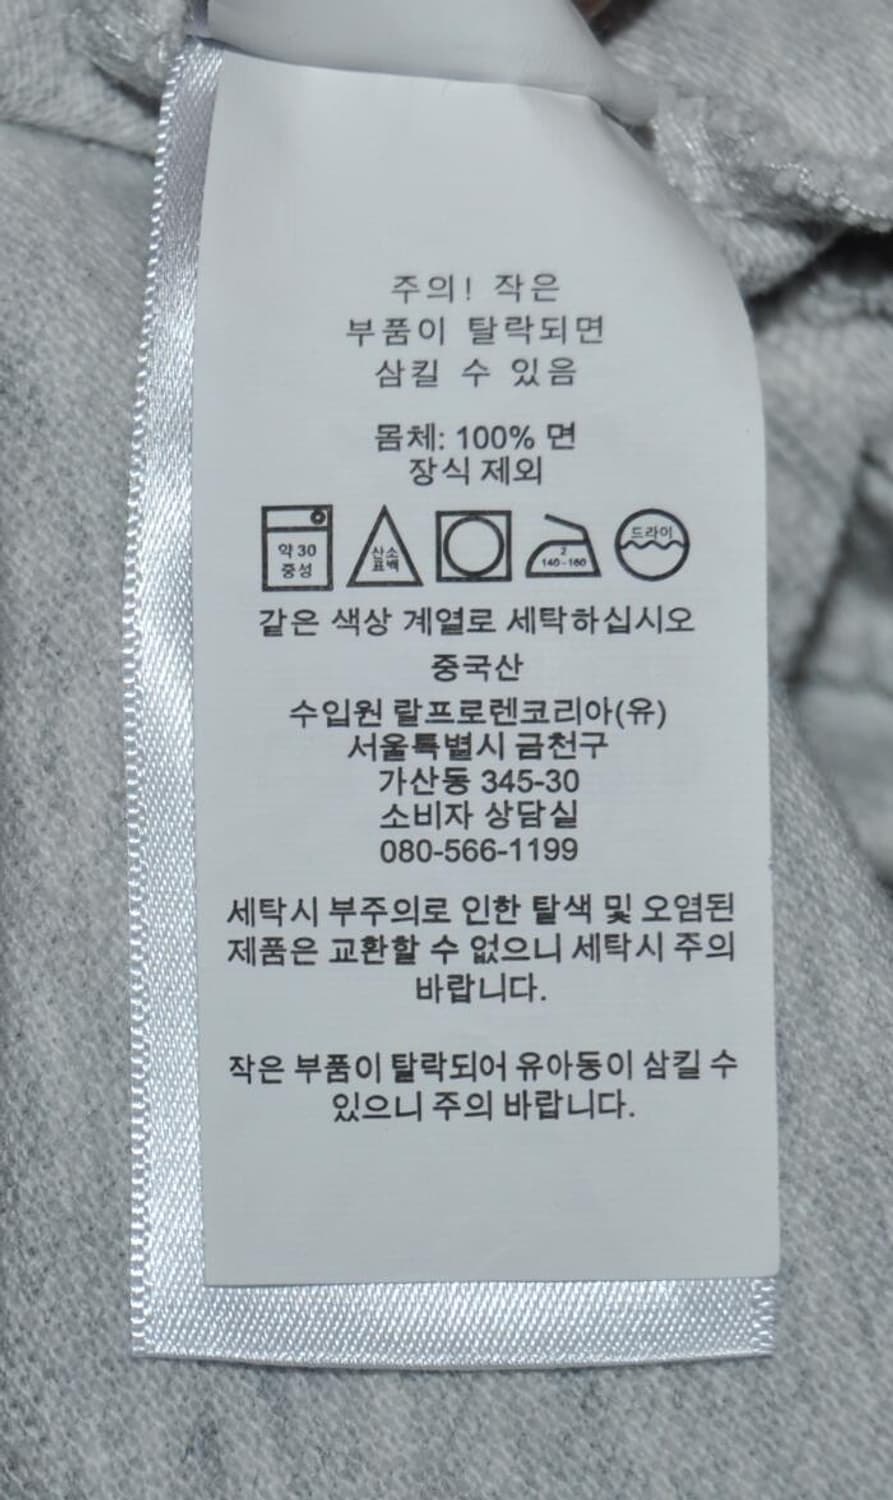 주의! 작은
부품이 탈락되면
삼킬 수 있음
몸체: 100% 면
장식 제외
약 30
중성
산소
표백
2
140-160
드라이
같은 색상 계열로 세탁하십시오
중국산
수입원 랄프로렌코리아(유)
서울특별시 금천구
가산동 345-30
소비자 상담실
080-566-1199
세탁시 부주의로 인한 탈색 및 오염된
제품은 교환할 수 없으니 세탁시 주의
바랍니다.
작은 부품이 탈락되어 유아동이 삼킬 수
있으니 주의 바랍니다.